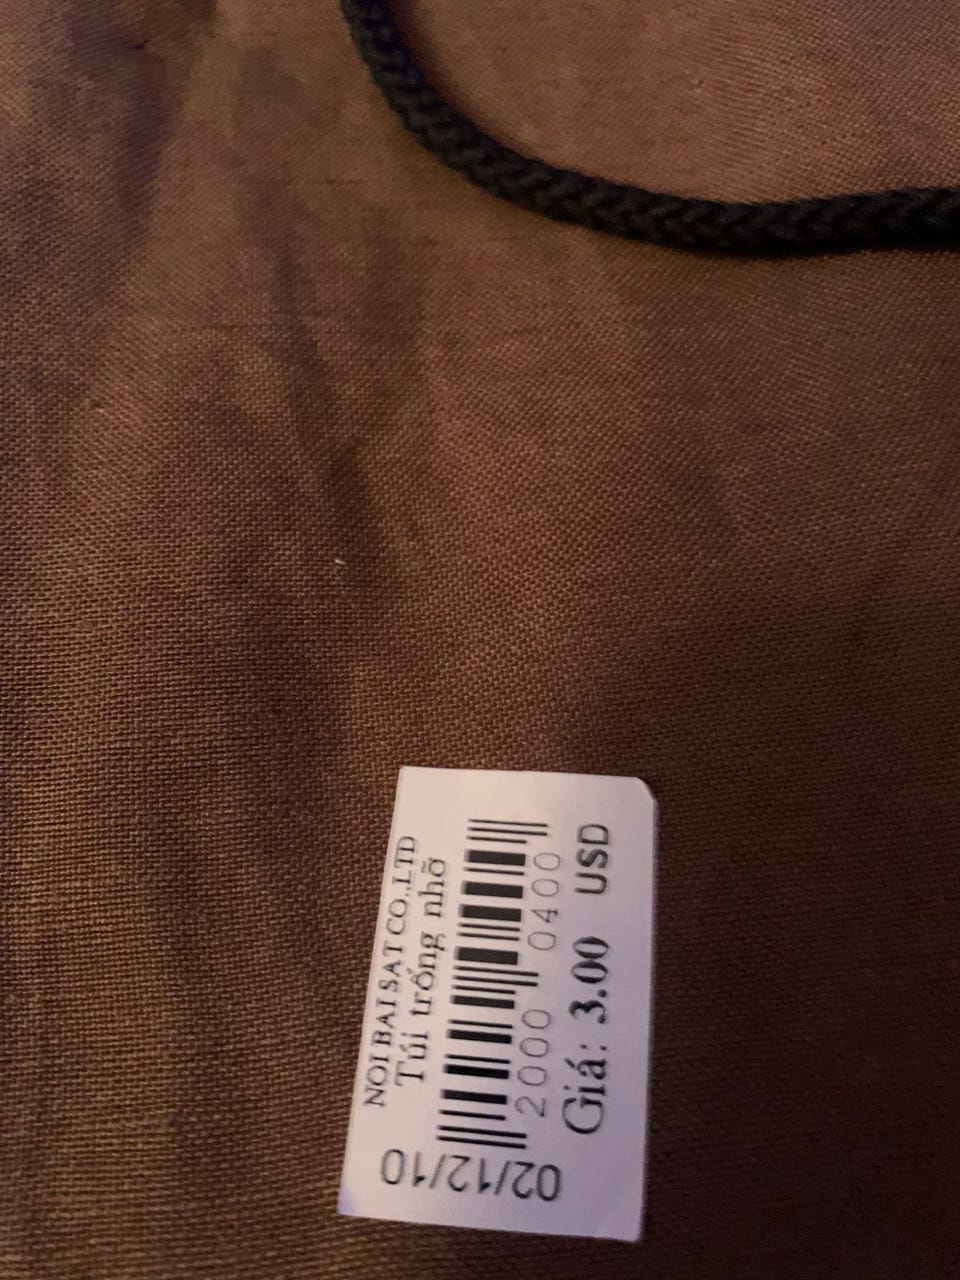 NOI BAI SAT CO.,LTD
Túi trống nhỡ
2000 0400
Giá: 3.00 USD
02/12/10